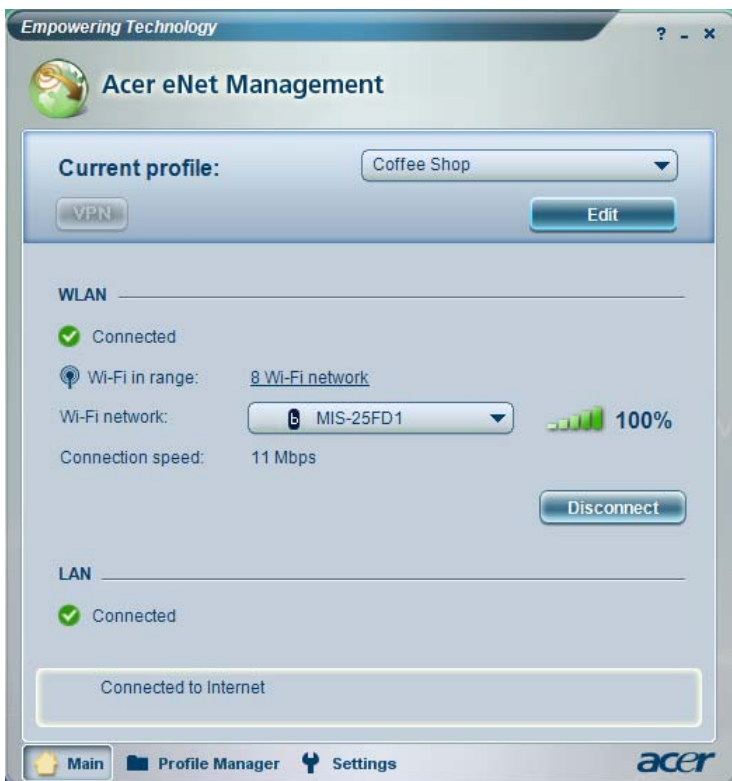 Empowering Technology
? - x
Acer eNet Management
Current profile: Coffee Shop
VPN Edit
WLAN
Connected
Wi-Fi in range: 8 Wi-Fi network
Wi-Fi network: b MIS-25FD1 100%
Connection speed: 11 Mbps
Disconnect
LAN
Connected
Connected to Internet
Main Profile Manager Settings acer